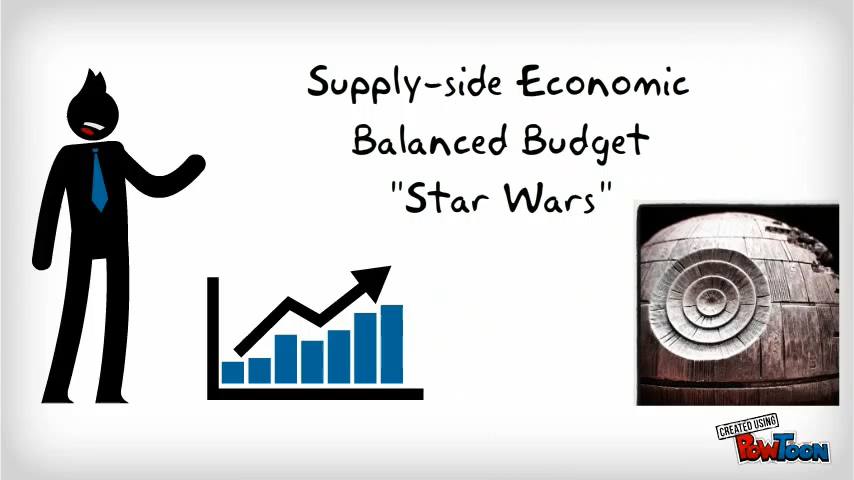 Supply-side Economic
Balanced Budget
"Star Wars"
CREATED USING
POWTOON